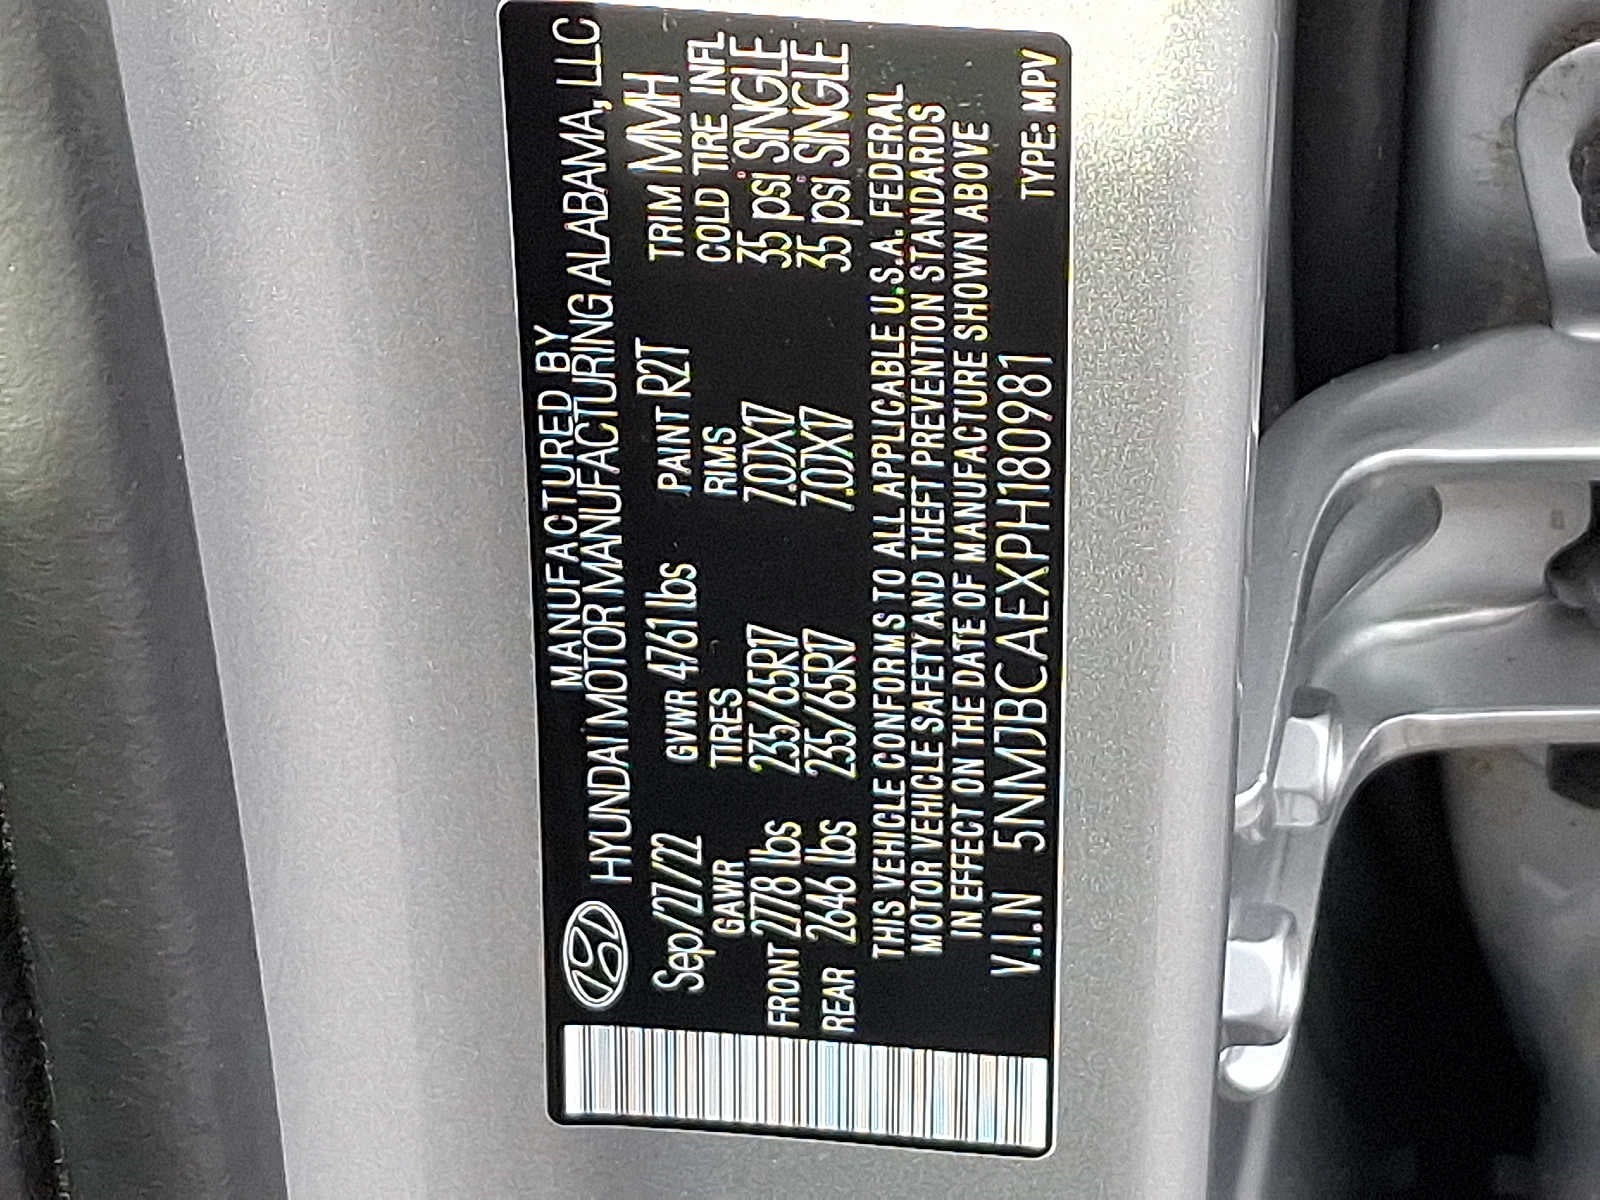 MANUFACTURED BY
HYUNDAI MOTOR MANUFACTURING ALABAMA, LLC
Sep/27/22 GVWR 4761 lbs PAINT R2T TRIM MMH
GAWR TIRES RIMS COLD TIRE INFL
FRONT 2778 lbs 235/65R17 7.0JX17 35 psi SINGLE
REAR 2646 lbs 235/65R17 7.0JX17 35 psi SINGLE
THIS VEHICLE CONFORMS TO ALL APPLICABLE U.S.A. FEDERAL
MOTOR VEHICLE SAFETY AND THEFT PREVENTION STANDARDS
IN EFFECT ON THE DATE OF MANUFACTURE SHOWN ABOVE
V.I.N 5NMJBCAEXPH180981 TYPE: MPV